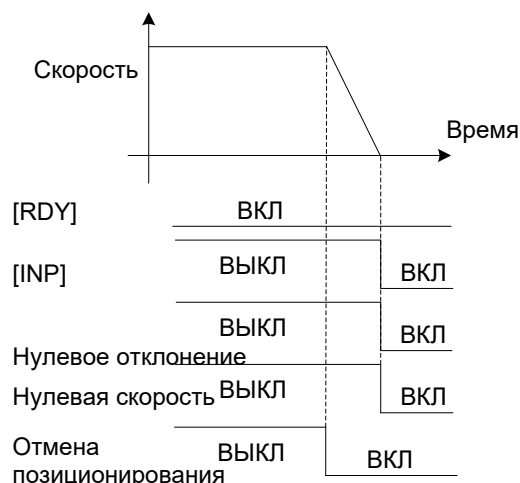 Скорость
Время
[RDY] ВКЛ
[INP] ВЫКЛ ВКЛ
ВЫКЛ ВКЛ
Нулевое отклонение
Нулевая скорость ВЫКЛ ВКЛ
Отмена ВЫКЛ ВКЛ
позиционирования